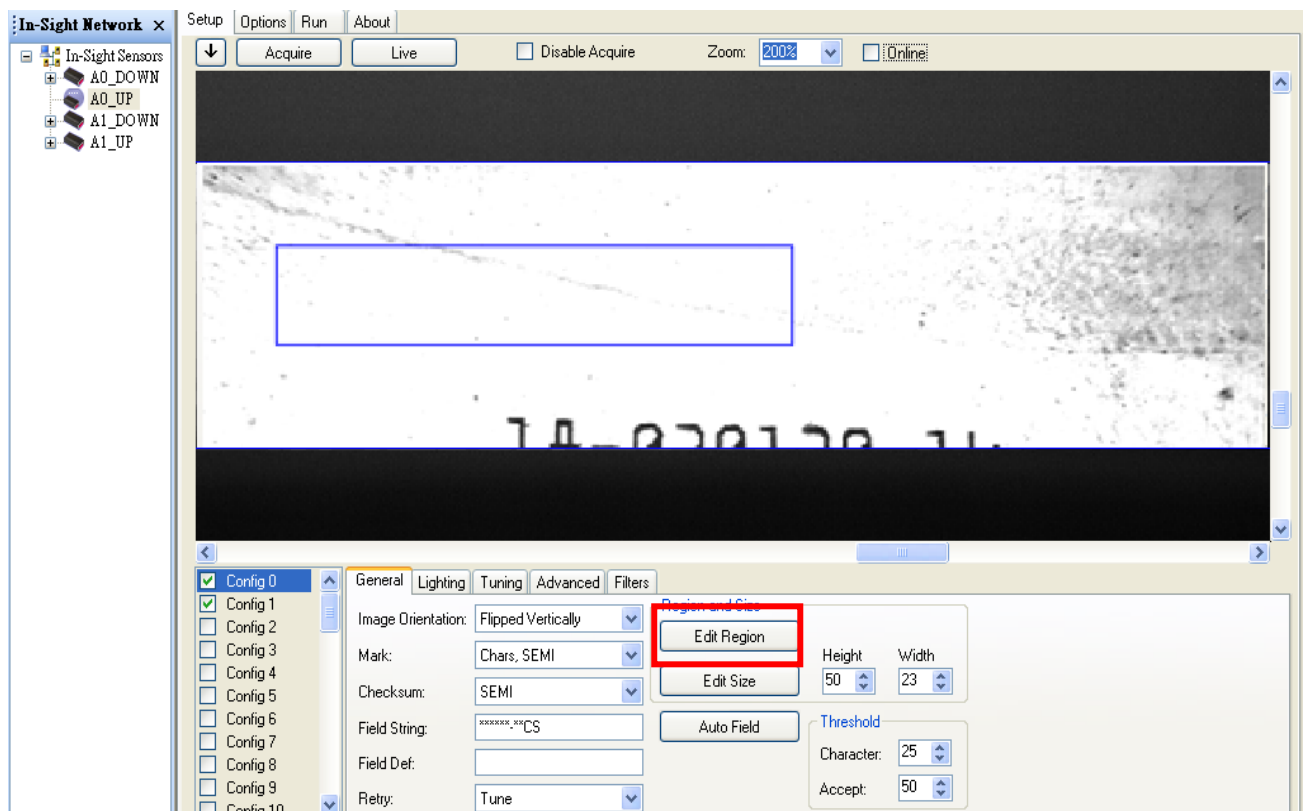 In-Sight Network ×
In-Sight Sensors
A0_DOWN
A0_UP
A1_DOWN
A1_UP
Setup Options Run About
Acquire Live Disable Acquire Zoom: 200% Online
Config 0
Config 1
Config 2
Config 3
Config 4
Config 5
Config 6
Config 7
Config 8
Config 9
Config 10
General Lighting Tuning Advanced Filters
Image Orientation: Flipped Vertically
Mark: Chars, SEMI
Checksum: SEMI
Field String: ******-**CS
Field Def:
Retry: Tune
Region and Size
Edit Region
Edit Size
Height Width
50 23
Auto Field
Threshold
Character: 25
Accept: 50